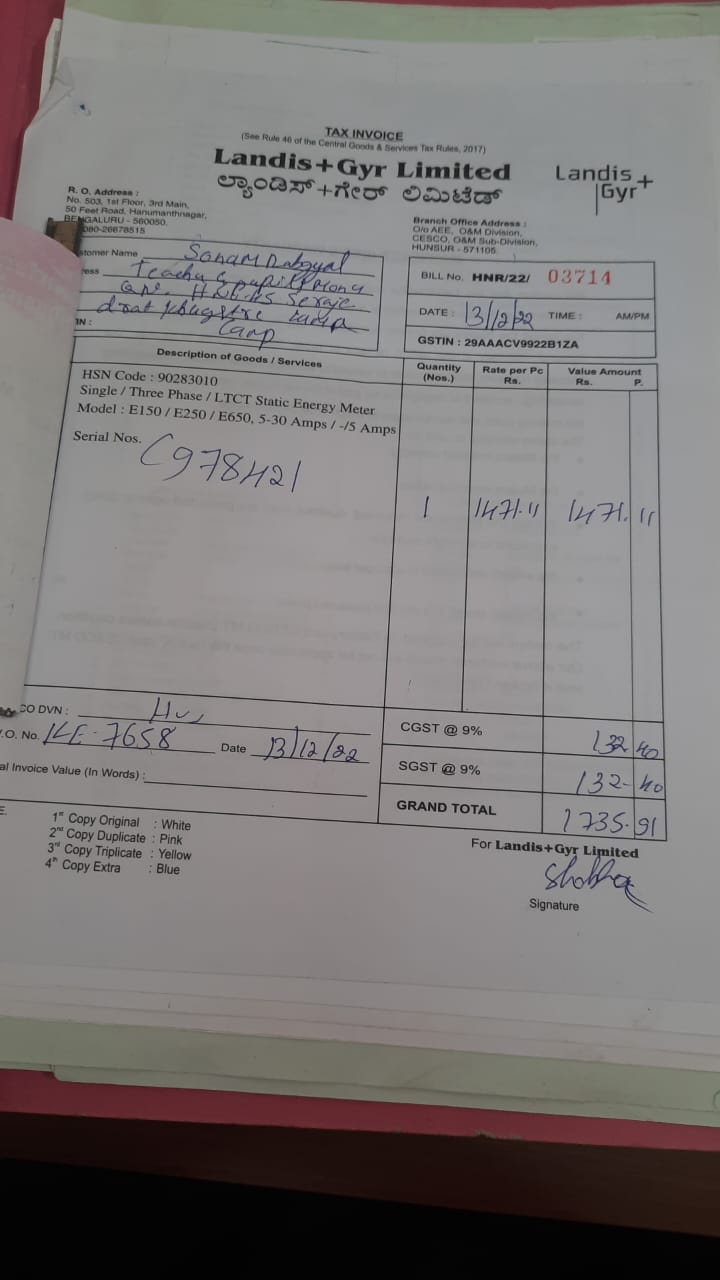 TAX INVOICE
(See Rule 46 of the Central Goods & Services Tax Rules, 2017)
Landis+Gyr Limited
ಲ್ಯಾಂಡಿಸ್+ಗೇರ್ ಲಿಮಿಟೆಡ್
Landis+
Gyr
R. O. Address :
No. 503, 1st Floor, 3rd Main,
50 Feet Road, Hanumanthnagar,
BENGALURU - 560050.
080-26678515
Branch Office Address :
O/o AEE, O&M Division,
CESCO, O&M Sub-Division,
HUNSUR - 571105
stomer Name Sonam
ress Teacher
camp
Camp
IN :
BILL No. HNR/22/ 03714
DATE : 13/12/22 TIME : AM/PM
GSTIN : 29AAACV9922B1ZA
Description of Goods / Services
Quantity (Nos.)
Rate per Pc Rs.
Value Amount Rs. P.
HSN Code : 90283010
Single / Three Phase / LTCT Static Energy Meter
Model : E150 / E250 / E650, 5-30 Amps / -/5 Amps
Serial Nos. C978421
1 1471.11 1471. 11
CO DVN : Hus
.O. No. KE-7658 Date 13/12/22
al Invoice Value (In Words) :
CGST @ 9% 132 40
SGST @ 9% 132- 40
GRAND TOTAL 1735. 91
E.
1st Copy Original : White
2nd Copy Duplicate : Pink
3rd Copy Triplicate : Yellow
4th Copy Extra : Blue
For Landis+Gyr Limited
Signature